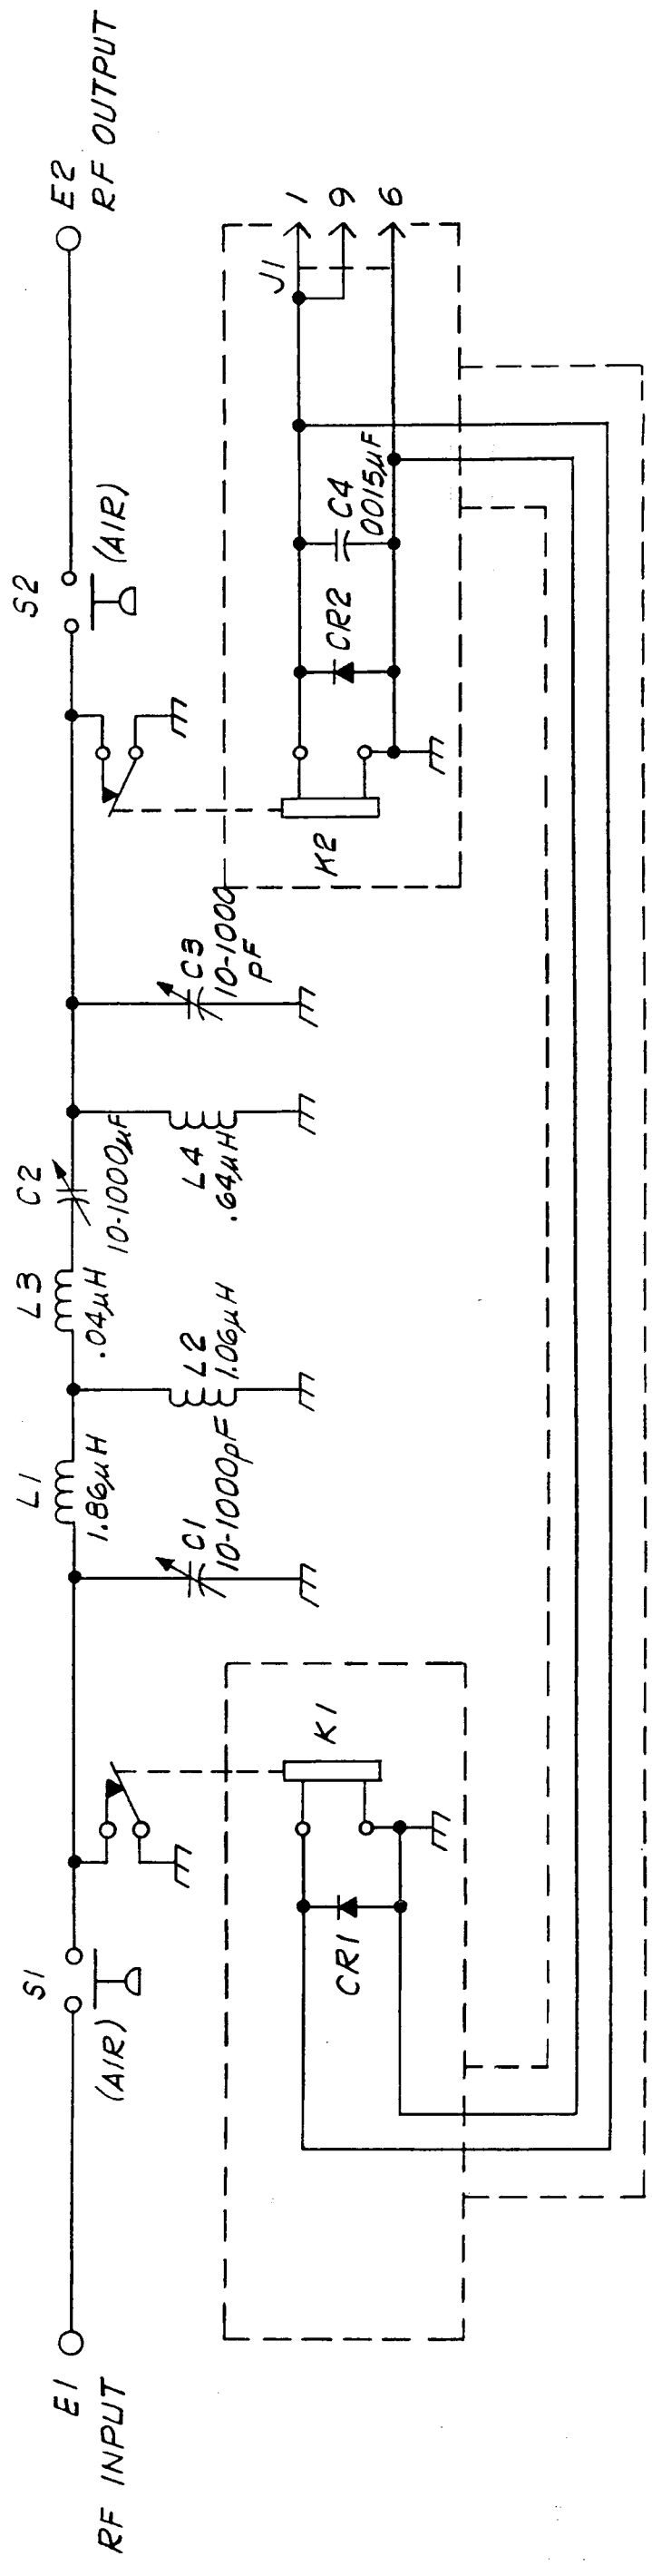 E1
RF INPUT
S1
(AIR)
L1
1.86μH
C1
10-1000pF
L2
1.06μH
L3
.04μH
C2
10-1000μF
L4
.64μH
C3
10-1000
pF
S2
(AIR)
E2
RF OUTPUT
CR1
K1
K2
CR2
C4
.0015μF
J1
1
9
6